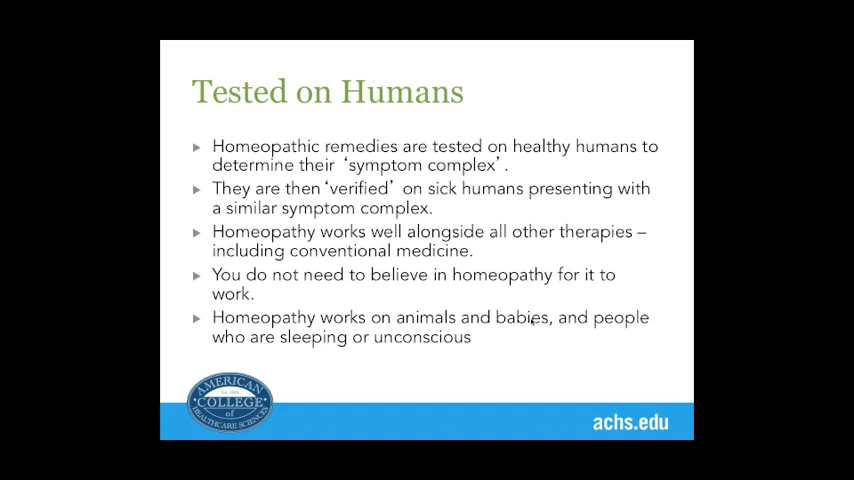 Tested on Humans
Homeopathic remedies are tested on healthy humans to
determine their ‘symptom complex’.
They are then ‘verified’ on sick humans presenting with
a similar symptom complex.
Homeopathy works well alongside all other therapies –
including conventional medicine.
You do not need to believe in homeopathy for it to
work.
Homeopathy works on animals and babies, and people
who are sleeping or unconscious
AMERICAN
COLLEGE
of
HEALTHCARE SCIENCES
achs.edu